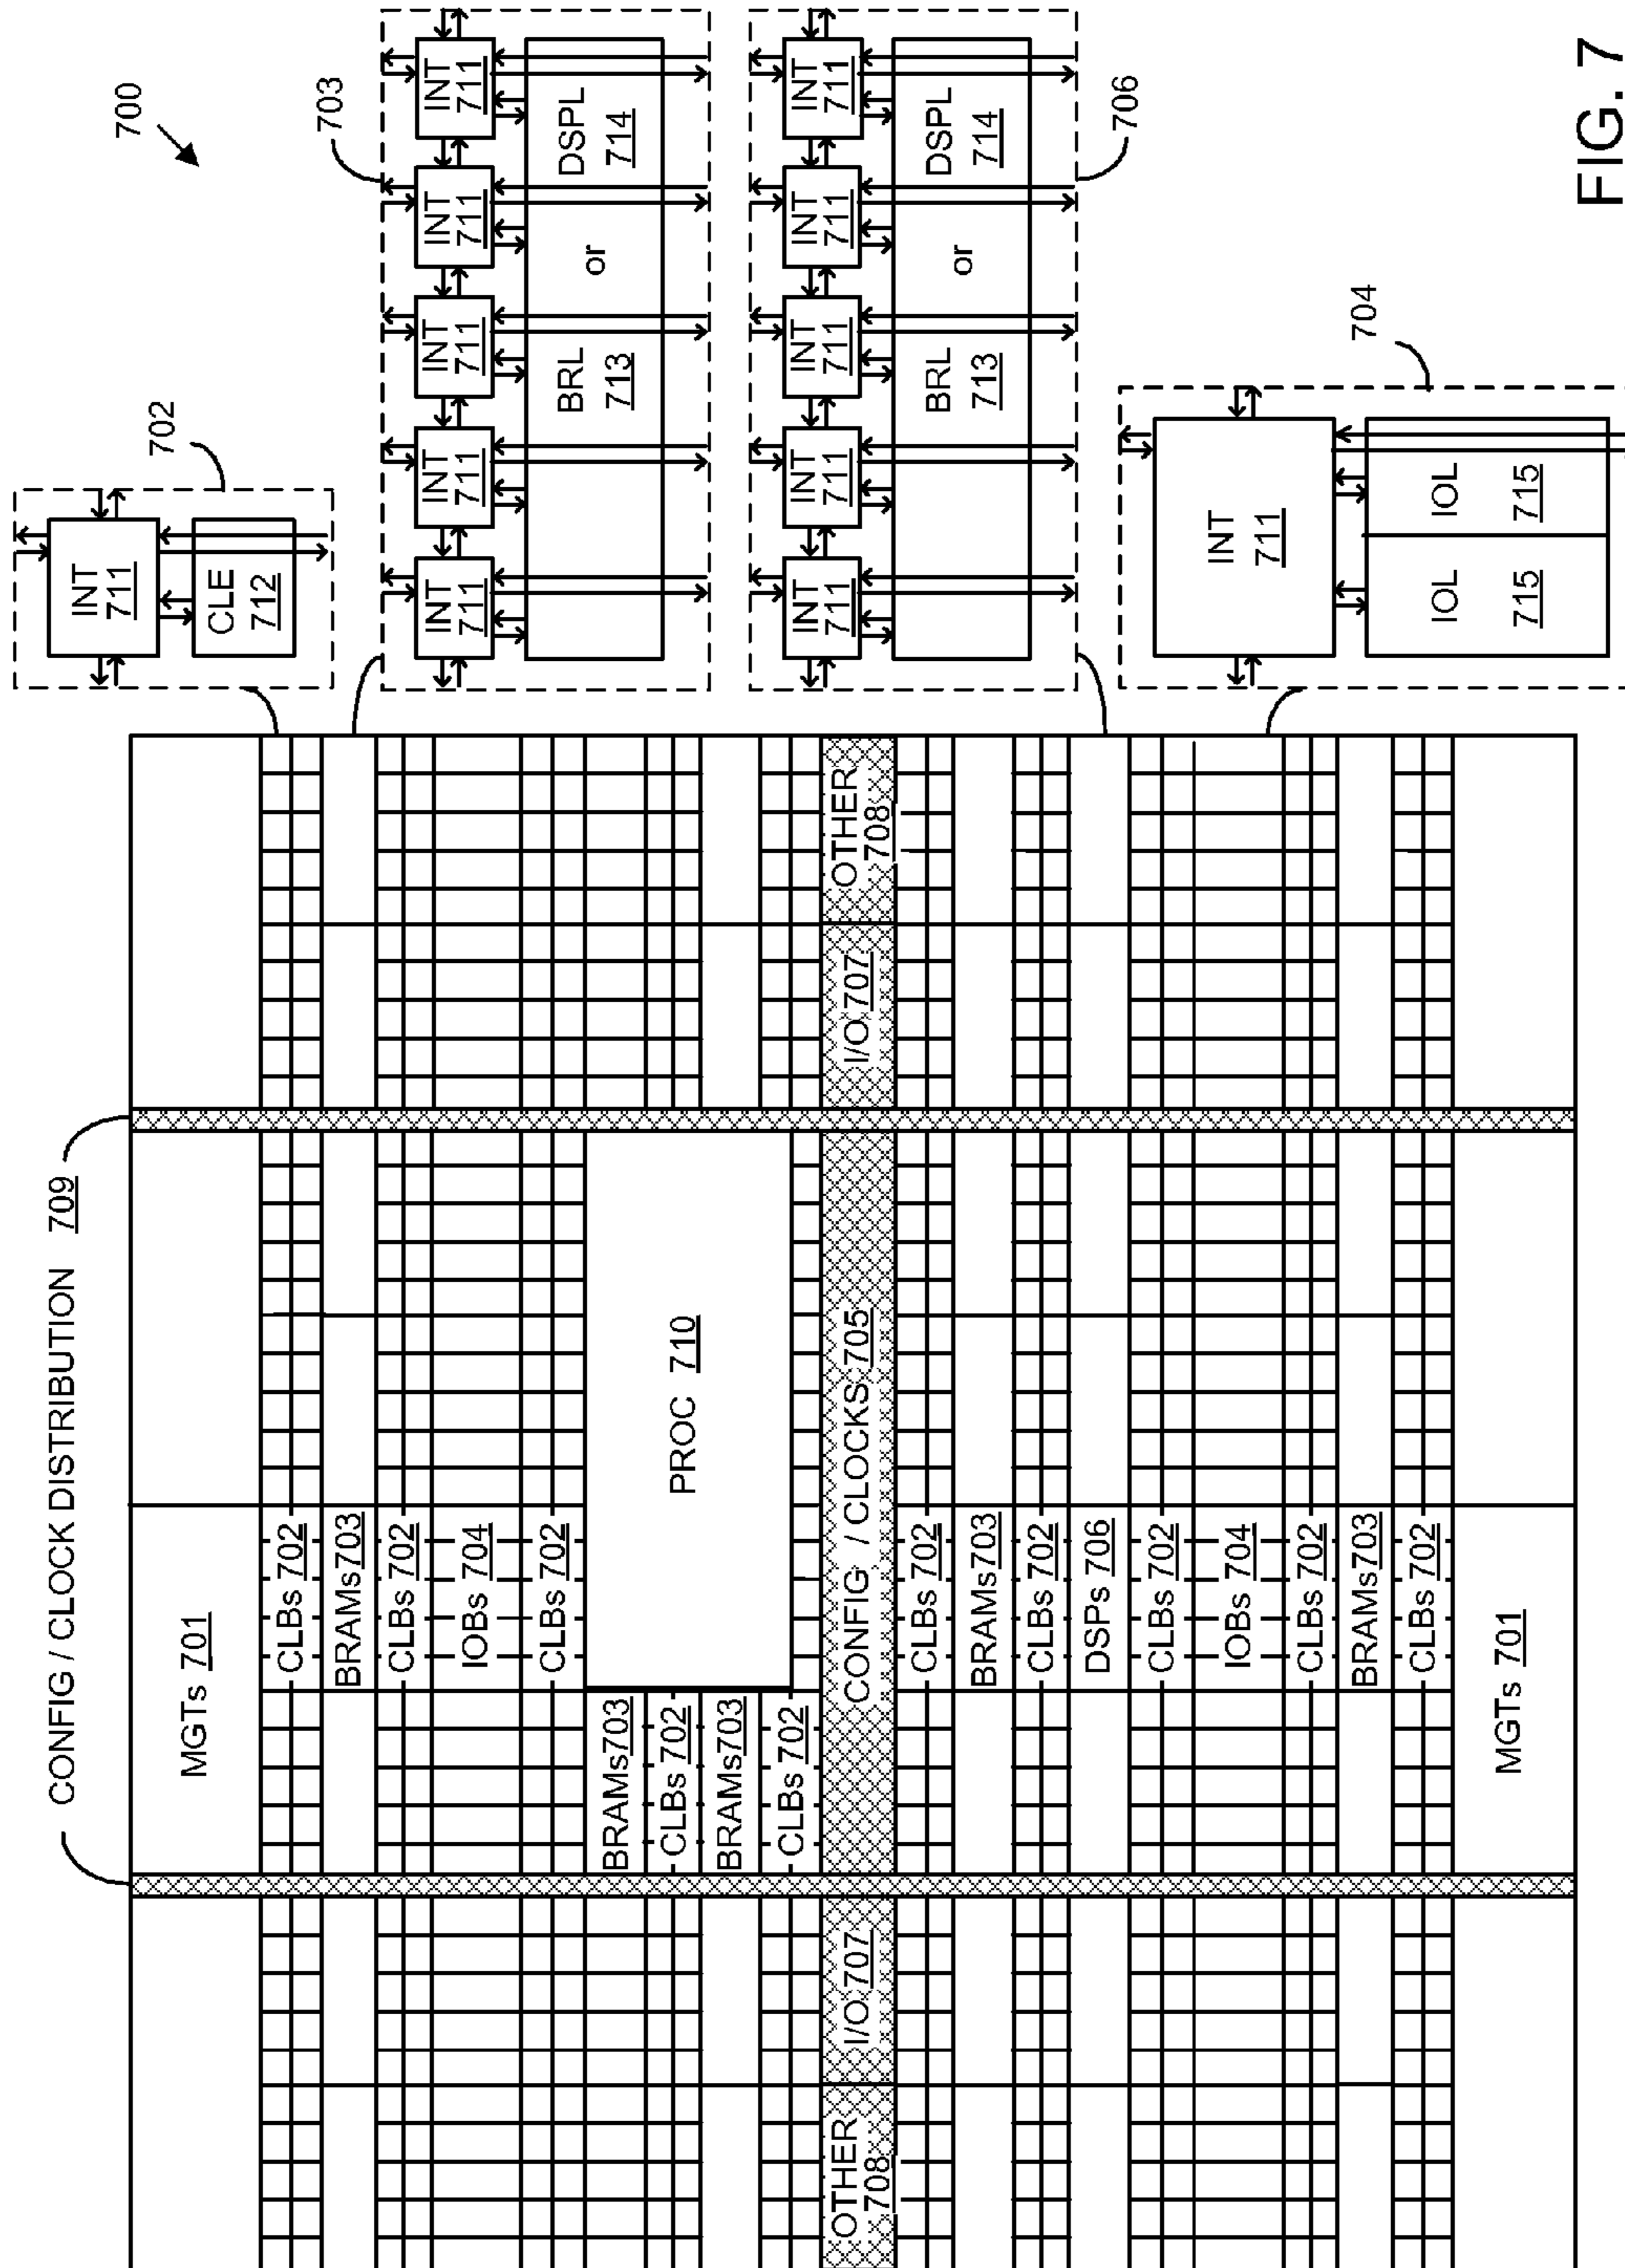 CONFIG / CLOCK DISTRIBUTION 709
700
MGTs 701
CLBs 702
BRAMs703
CLBs 702
IOBs 704
CLBs 702
BRAMs703
CLBs 702
BRAMs703
CLBs 702
PROC 710
OTHER
708
I/O 707
CONFIG / CLOCKS 705
I/O 707
OTHER
708
CLBs 702
BRAMs703
CLBs 702
DSPs 706
CLBs 702
IOBs 704
CLBs 702
BRAMs703
CLBs 702
MGTs 701
INT
711
CLE
712
702
703
INT
711
INT
711
INT
711
INT
711
INT
711
BRL
713
or
DSPL
714
INT
711
INT
711
INT
711
INT
711
INT
711
BRL
713
or
DSPL
714
706
INT
711
704
IOL
715
IOL
715
FIG. 7